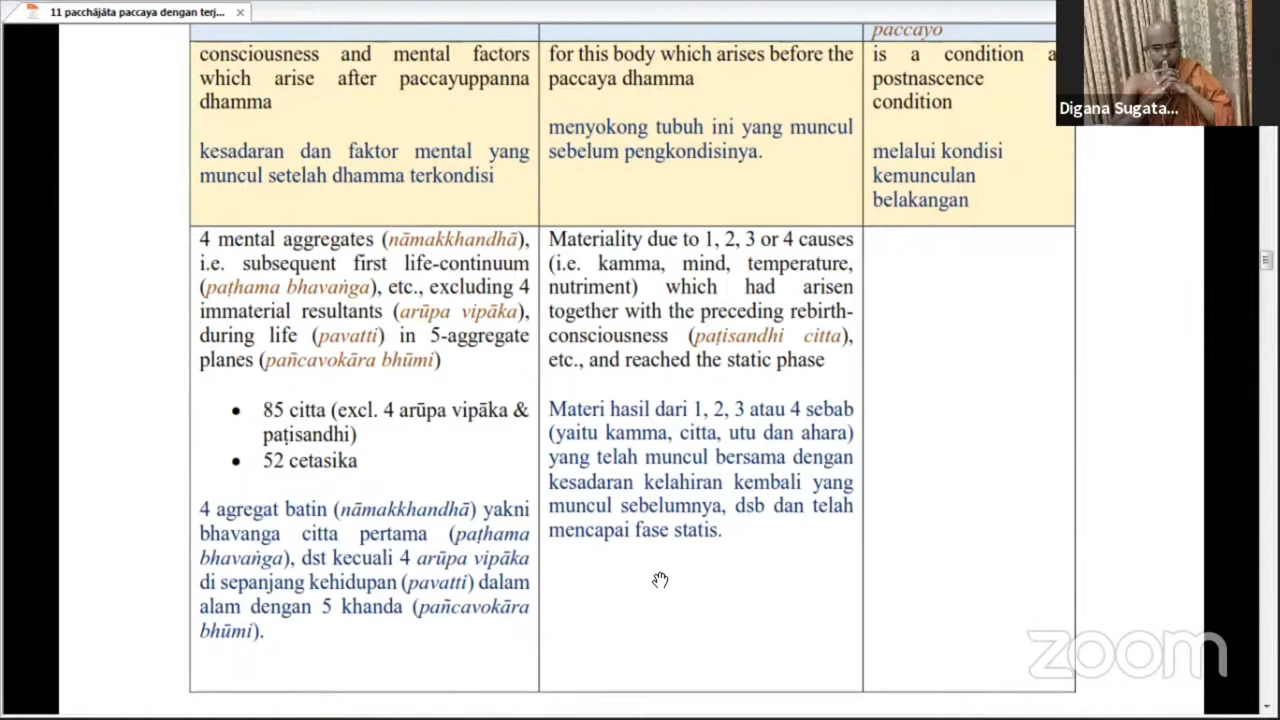 11 pacchājāta paccaya dengan terj...
paccayo
consciousness and mental factors
which arise after paccayuppanna
dhamma
kesadaran dan faktor mental yang
muncul setelah dhamma terkondisi
for this body which arises before the
paccaya dhamma
menyokong tubuh ini yang muncul
sebelum pengkondisinya.
is a condition
postnascence
condition
melalui kondisi
kemunculan
belakangan
Digana Sugata...
4 mental aggregates (nāmakkhandhā),
i.e. subsequent first life-continuum
(paṭhama bhavaṅga), etc., excluding 4
immaterial resultants (arūpa vipāka),
during life (pavatti) in 5-aggregate
planes (pañcavokāra bhūmi)
• 85 citta (excl. 4 arūpa vipāka &
paṭisandhi)
• 52 cetasika
4 agregat batin (nāmakkhandhā) yakni
bhavanga citta pertama (paṭhama
bhavaṅga), dst kecuali 4 arūpa vipāka
di sepanjang kehidupan (pavatti) dalam
alam dengan 5 khanda (pañcavokāra
bhūmi).
Materiality due to 1, 2, 3 or 4 causes
(i.e. kamma, mind, temperature,
nutriment) which had arisen
together with the preceding rebirth-
consciousness (paṭisandhi citta),
etc., and reached the static phase
Materi hasil dari 1, 2, 3 atau 4 sebab
(yaitu kamma, citta, utu dan ahara)
yang telah muncul bersama dengan
kesadaran kelahiran kembali yang
muncul sebelumnya, dsb dan telah
mencapai fase statis.
zoom